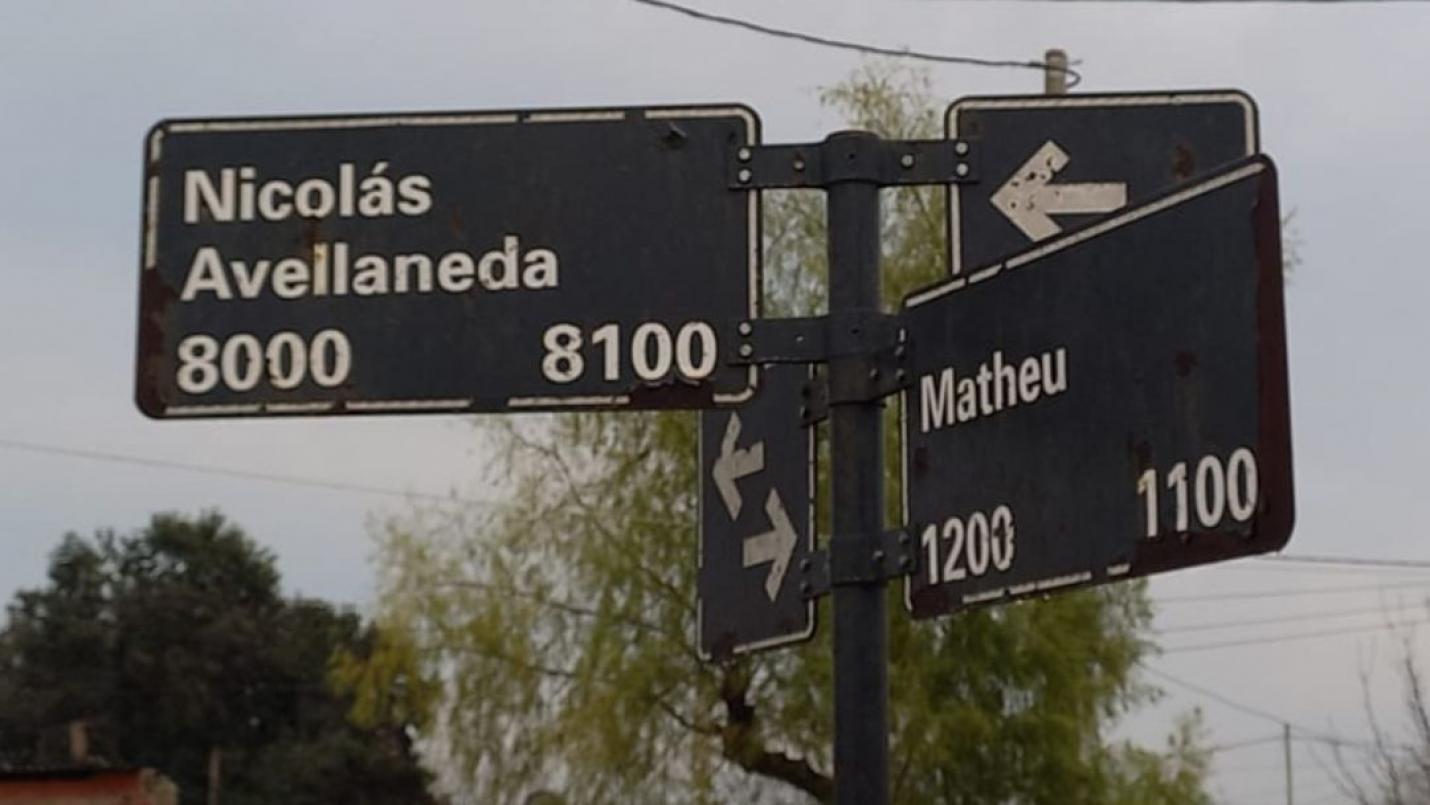 Nicolás
Avellaneda
8000 8100
Matheu
1200 1100